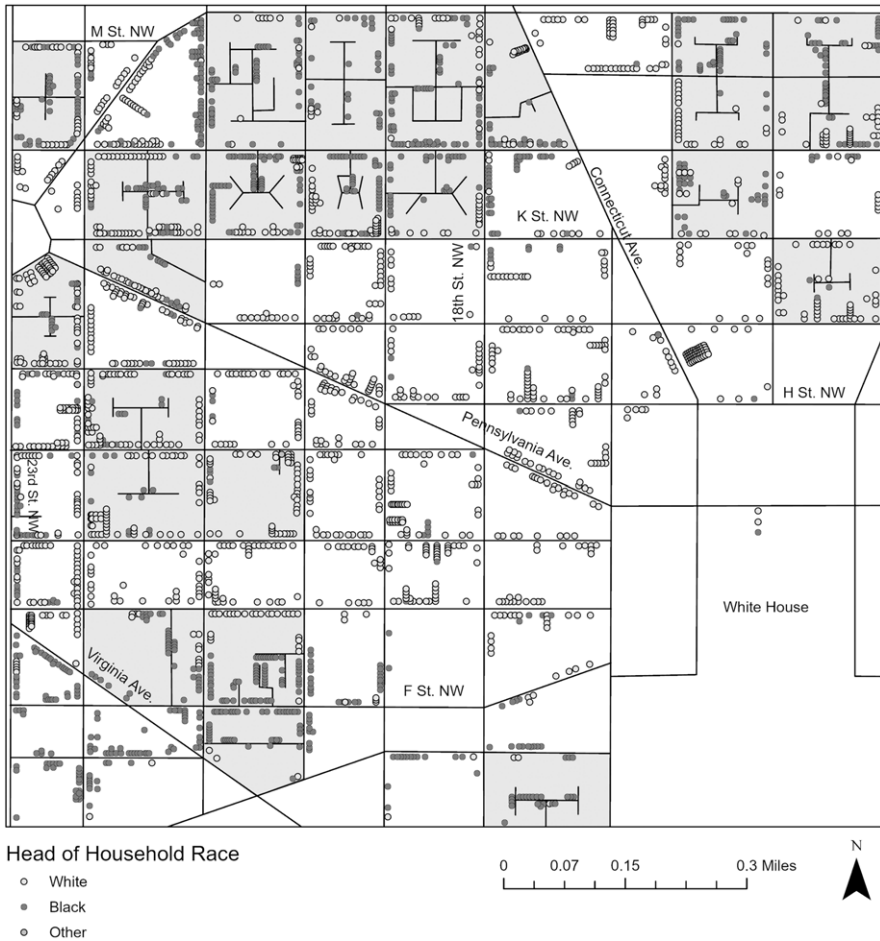 M St. NW
Connecticut Ave.
K St. NW
18th St. NW
H St. NW
Pennsylvania Ave.
23rd St. NW
White House
Virginia Ave.
F St. NW
Head of Household Race
White
Black
Other
0 0.07 0.15 0.3 Miles
N